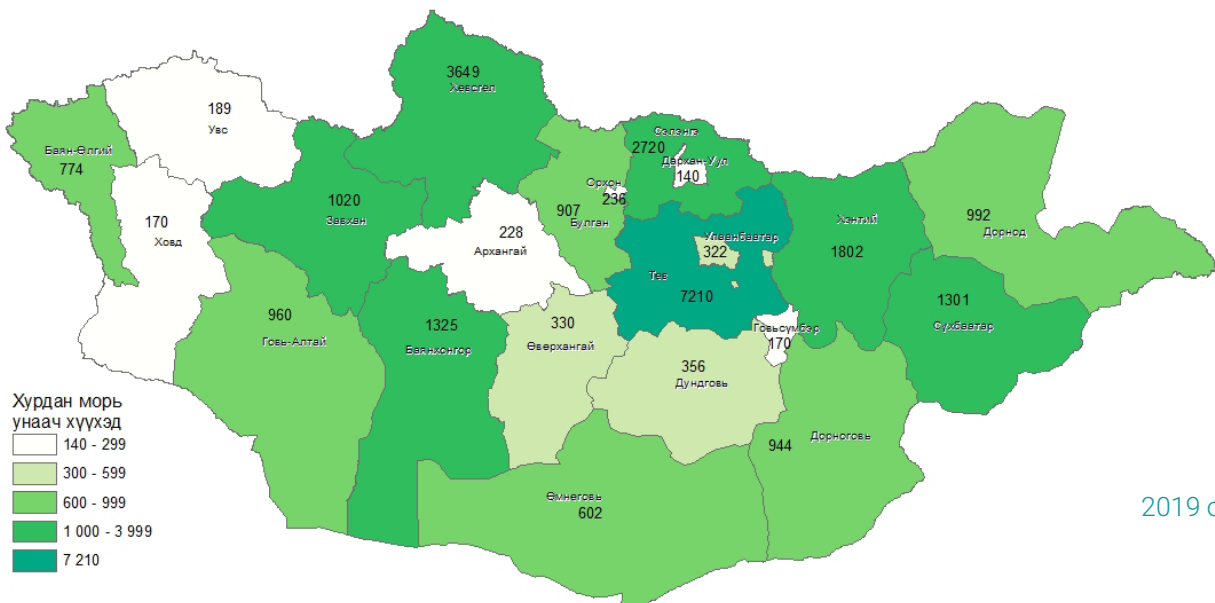 3649
Хөвсгөл
189
Увс
Баян-Өлгий
774
Сэлэнгэ
2720
Дархан-Уул
140
Орхон
236
1020
Завхан
170
Ховд
907
Булган
228
Архангай
Улаанбаатар
322
Хэнтий
1802
992
Дорнод
Төв
7210
1301
Сүхбаатар
960
Говь-Алтай
1325
Баянхонгор
330
Өвөрхангай
Говьсүмбэр
170
356
Дундговь
944
Дорноговь
Өмнөговь
602
Хурдан морь
унаач хүүхэд
140 - 299
300 - 599
600 - 999
1 000 - 3 999
7 210
2019 о